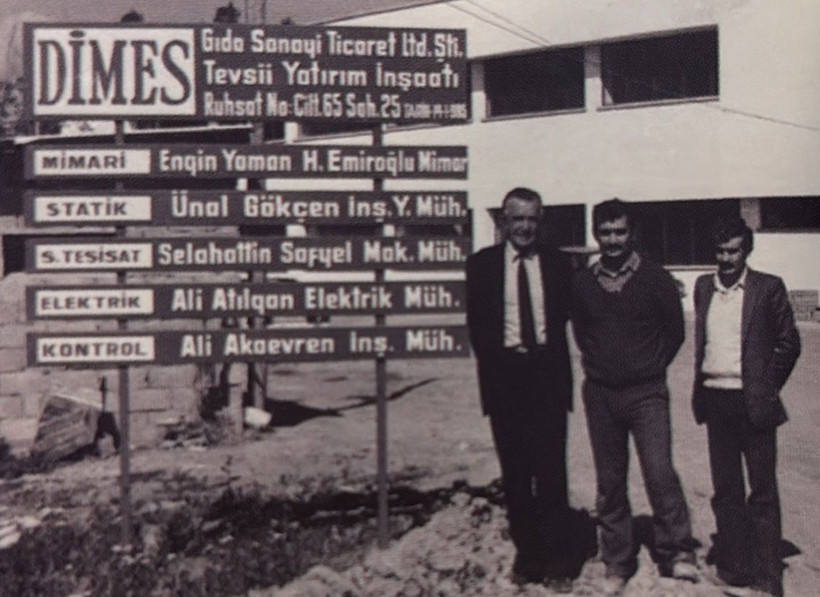 DİMES
Gıda Sanayi Ticaret Ltd. Şti.
Tevsii Yatırım İnşaatı
Ruhsat No: Cilt.65 Sah.25
MİMARİ Engin Yaman H. Emiroğlu Mimar
STATİK Ünal Gökçen İnş.Y. Müh.
S.TESİSAT Selahattin Mak. Müh.
ELEKTRİK Ali Atılgan Elektrik Müh.
KONTROL Ali İnş. Müh.